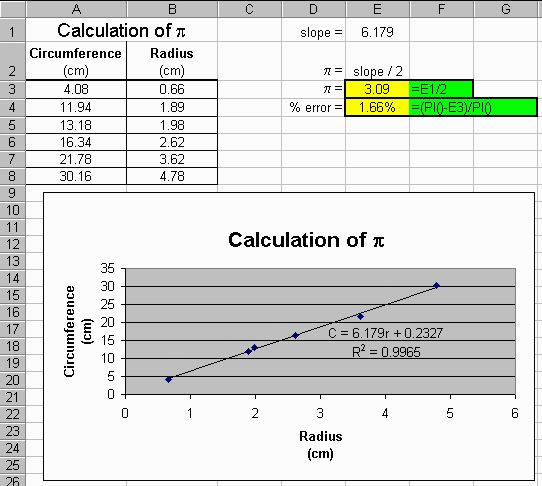 A B C D E F G
1 Calculation of π slope = 6.179
Circumference Radius
2 (cm) (cm) π = slope / 2
3 4.08 0.66 π = 3.09 =E1/2
4 11.94 1.89 % error = 1.66% =(PI()-E3)/PI()
5 13.18 1.98
6 16.34 2.62
7 21.78 3.62
8 30.16 4.78
9
10
11
12
13
14
15
16
17
18
19
20
21
22
23
24
25
26
Calculation of π
35
30
25
20
15
10
5
0
Circumference
(cm)
C = 6.179r + 0.2327
R² = 0.9965
0 1 2 3 4 5 6
Radius
(cm)